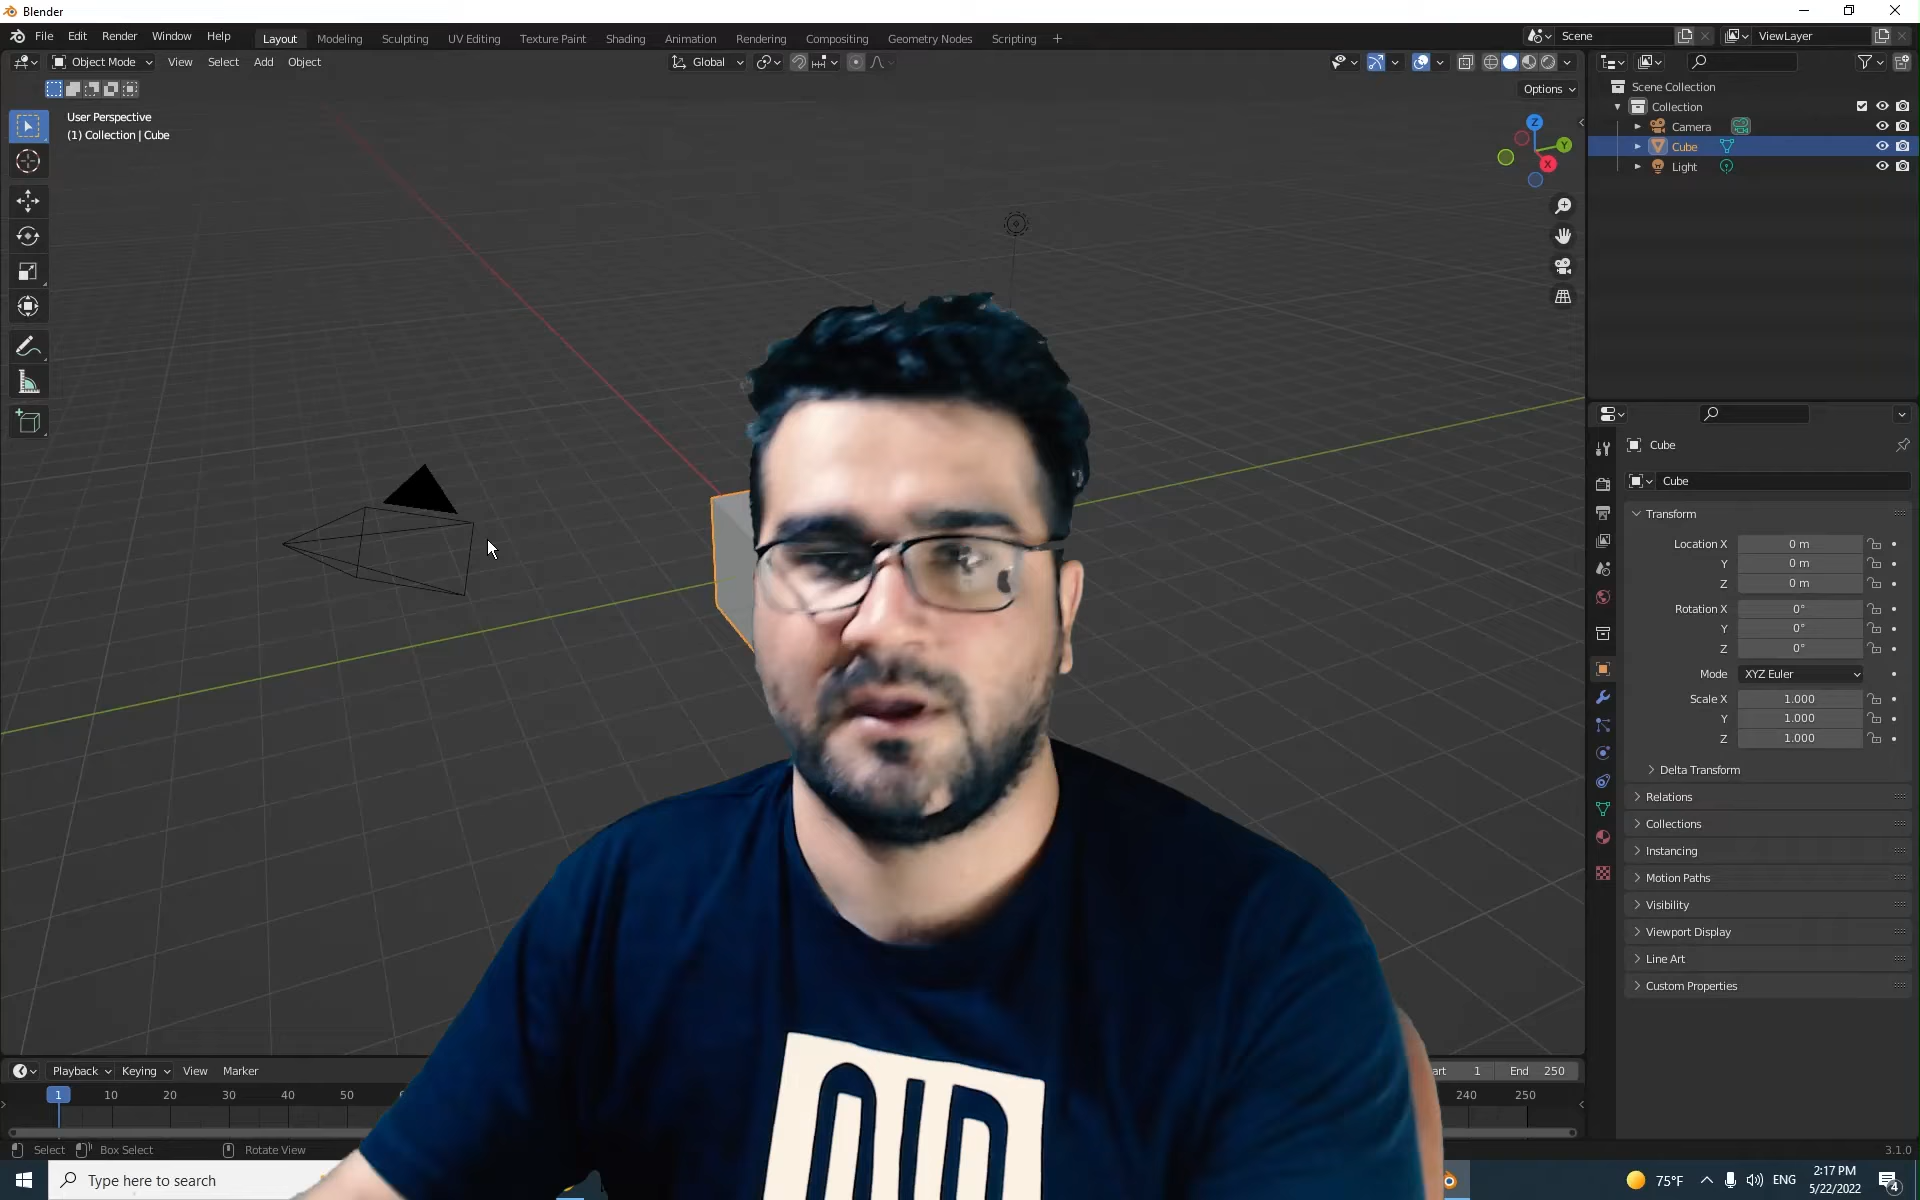 Blender
File Edit Render Window Help
Layout Modeling Sculpting UV Editing Texture Paint Shading Animation Rendering Compositing Geometry Nodes Scripting +
Scene
ViewLayer
Object Mode View Select Add Object
Global
Options
User Perspective
(1) Collection | Cube
Z
Y
X
Scene Collection
Collection
Camera
Cube
Light
Cube
Cube
Transform
Location X 0 m
Y 0 m
Z 0 m
Rotation X 0°
Y 0°
Z 0°
Mode XYZ Euler
Scale X 1.000
Y 1.000
Z 1.000
Delta Transform
Relations
Collections
Instancing
Motion Paths
Visibility
Viewport Display
Line Art
Custom Properties
Playback Keying View Marker
art 1 End 250
1 10 20 30 40 50
240 250
Select Box Select Rotate View
3.1.0
Type here to search
75°F ENG
2:17 PM
5/22/2022
4